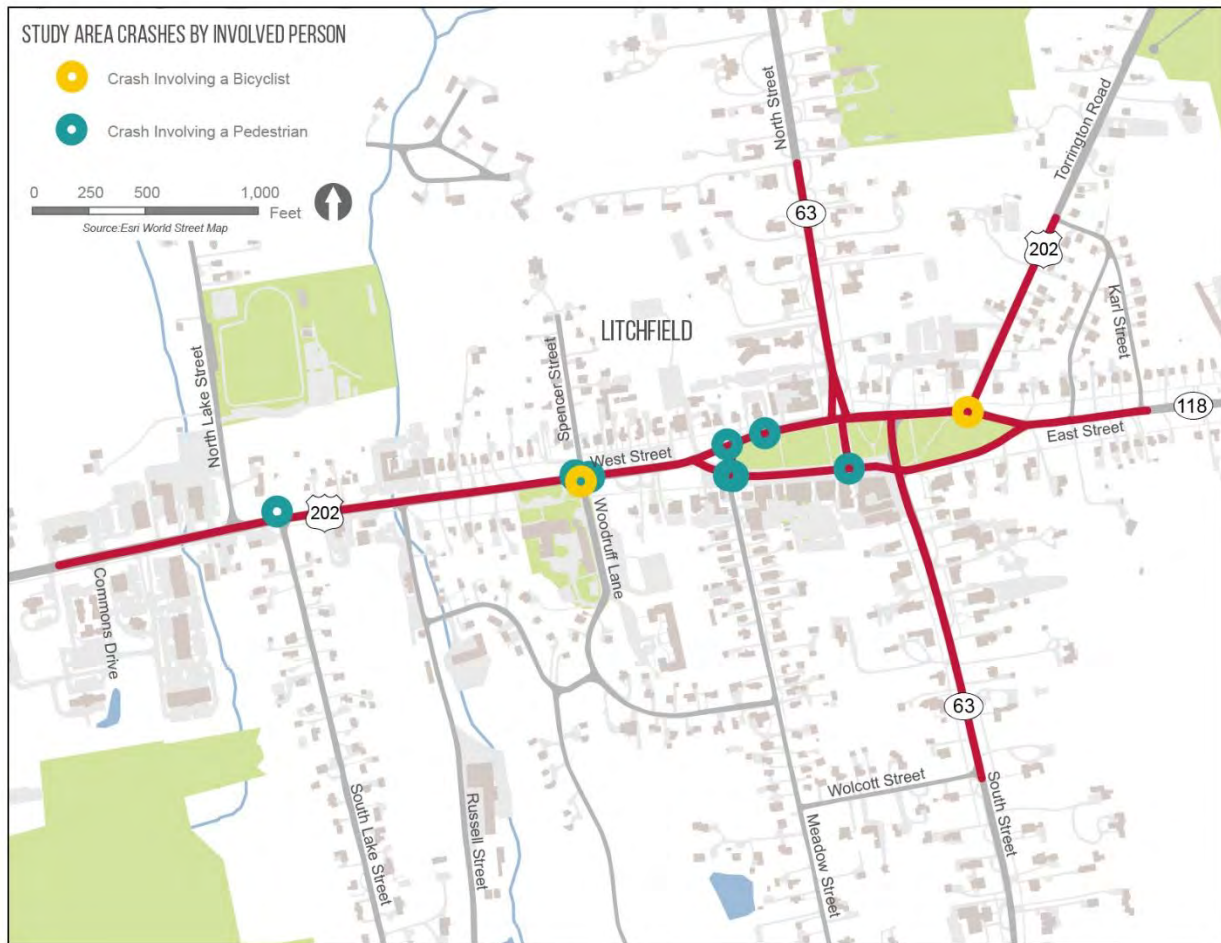 STUDY AREA CRASHES BY INVOLVED PERSON
Crash Involving a Bicyclist
Crash Involving a Pedestrian
0 250 500 1,000
Feet
Source:Esri World Street Map
North Street
Torrington Road
63
202
LITCHFIELD
Karl Street
North Lake Street
Spencer Street
118
East Street
West Street
202
Woodruff Lane
Commons Drive
63
Wolcott Street
South Lake Street
Russell Street
Meadow Street
South Street